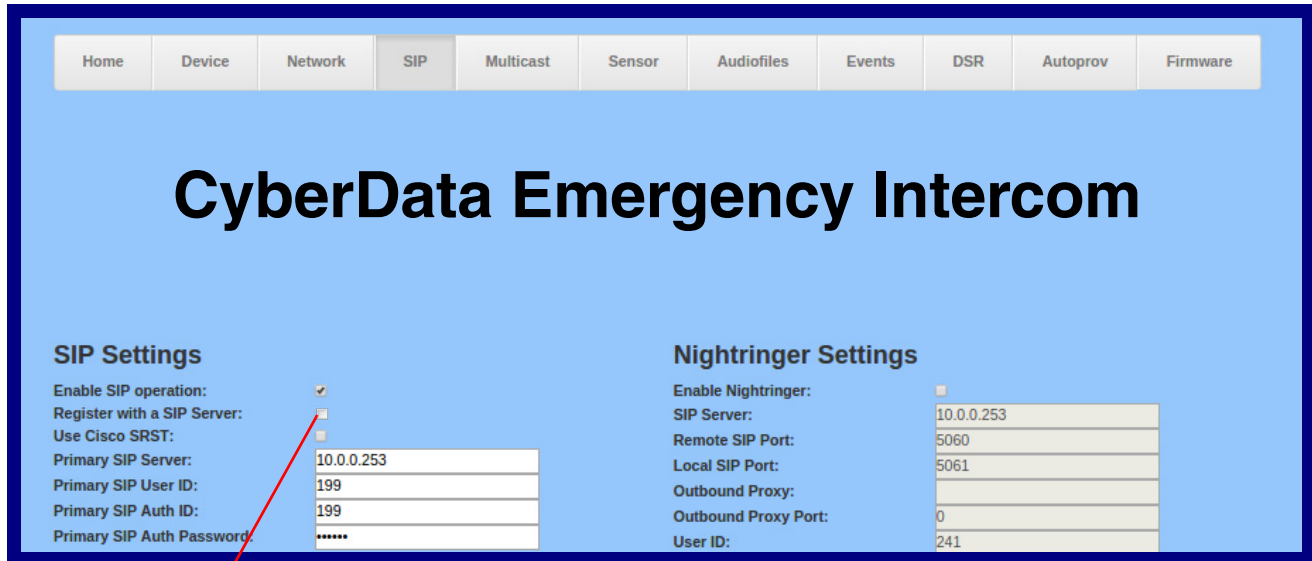 Home Device Network SIP Multicast Sensor Audiofiles Events DSR Autoprov Firmware
CyberData Emergency Intercom
SIP Settings
Enable SIP operation:
Register with a SIP Server:
Use Cisco SRST:
Primary SIP Server: 10.0.0.253
Primary SIP User ID: 199
Primary SIP Auth ID: 199
Primary SIP Auth Password: ••••••
Nightringer Settings
Enable Nightringer:
SIP Server: 10.0.0.253
Remote SIP Port: 5060
Local SIP Port: 5061
Outbound Proxy:
Outbound Proxy Port: 0
User ID: 241